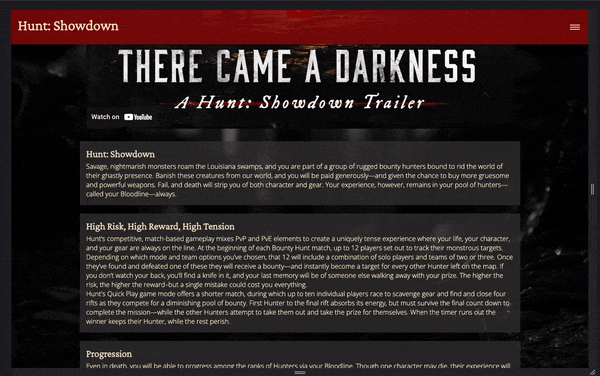 Hunt: Showdown
THERE CAME A DARKNESS
A Hunt: Showdown Trailer
Watch on YouTube
Hunt: Showdown
Savage, nightmarish monsters roam the Louisiana swamps, and you are part of a group of rugged bounty hunters bound to rid the world of
their ghastly presence. Banish these creatures from our world, and you will be paid generously—and given the chance to buy more gruesome
and powerful weapons. Fail, and death will strip you of both character and gear. Your experience, however, remains in your pool of hunters—
called your Bloodline—always.
High Risk, High Reward, High Tension
Hunt's competitive, match-based gameplay mixes PvP and PvE elements to create a uniquely tense experience where your life, your character,
and your gear are always on the line. At the beginning of each Bounty Hunt match, up to 12 players set out to track their monstrous targets.
Depending on which mode and team options you've chosen, that 12 will include a combination of solo players and teams of two or three. Once
they've found and defeated one of these they will receive a bounty—and instantly become a target for every other Hunter left on the map. If
you don't watch your back, you'll find a knife in it, and your last memory will be of someone else walking away with your prize. The higher the
risk, the higher the reward–but a single mistake could cost you everything.
Hunt's Quick Play game mode offers a shorter match, during which up to ten individual players race to scavenge gear and find and close four
rifts as they compete for a diminishing pool of bounty. First Hunter to the final rift absorbs its energy, but must survive the final count down to
complete the mission—while the other Hunters attempt to take them out and take the prize for themselves. When the timer runs out the
winner keeps their Hunter, while the rest perish.
Progression
Even in death, you will be able to progress among the ranks of Hunters via your Bloodline. Though one character may die, their experience will